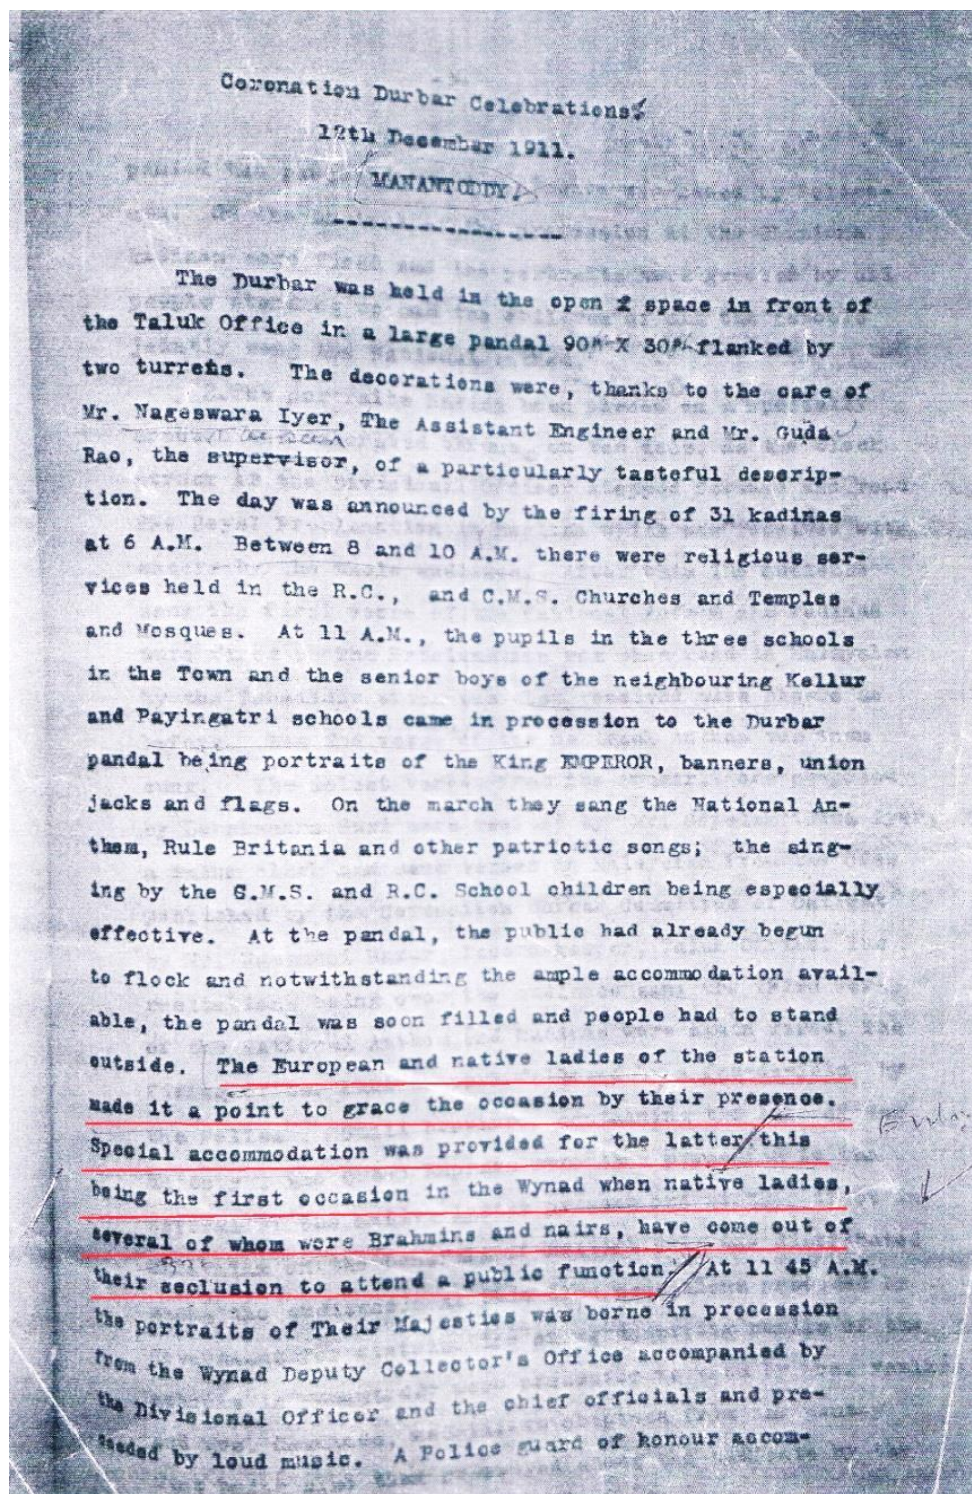 Coronation Durbar Celebrations.
12th December 1911.
MANANTODDY.
The Durbar was held in the open space in front of
the Taluk Office in a large pandal 90 X 30 flanked by
two turrets. The decorations were, thanks to the care of
Mr. Nageswara Iyer, The Assistant Engineer and Mr. Guda
Rao, the supervisor, of a particularly tasteful descrip-
tion. The day was announced by the firing of 31 kadinas
at 6 A.M. Between 8 and 10 A.M. there were religious ser-
vices held in the R.C., and C.M.S. Churches and Temples
and Mosques. At 11 A.M., the pupils in the three schools
in the Town and the senior boys of the neighbouring Kellur
and Payingatri schools came in procession to the Durbar
pandal being portraits of the King EMPEROR, banners, union
jacks and flags. On the march they sang the National An-
them, Rule Britania and other patriotic songs; the sing-
ing by the C.M.S. and R.C. School children being especially
effective. At the pandal, the public had already begun
to flock and notwithstanding the ample accommodation avail-
able, the pandal was soon filled and people had to stand
outside. The European and native ladies of the station
made it a point to grace the occasion by their presence.
Special accommodation was provided for the latter this
being the first occasion in the Wynad when native ladies,
several of whom were Brahmins and nairs, have come out of
their seclusion to attend a public function. At 11 45 A.M.
the portraits of Their Majesties was borne in procession
from the Wynad Deputy Collector's Office accompanied by
the Divisional Officer and the chief officials and pre-
ceeded by loud music. A Police guard of honour accom-